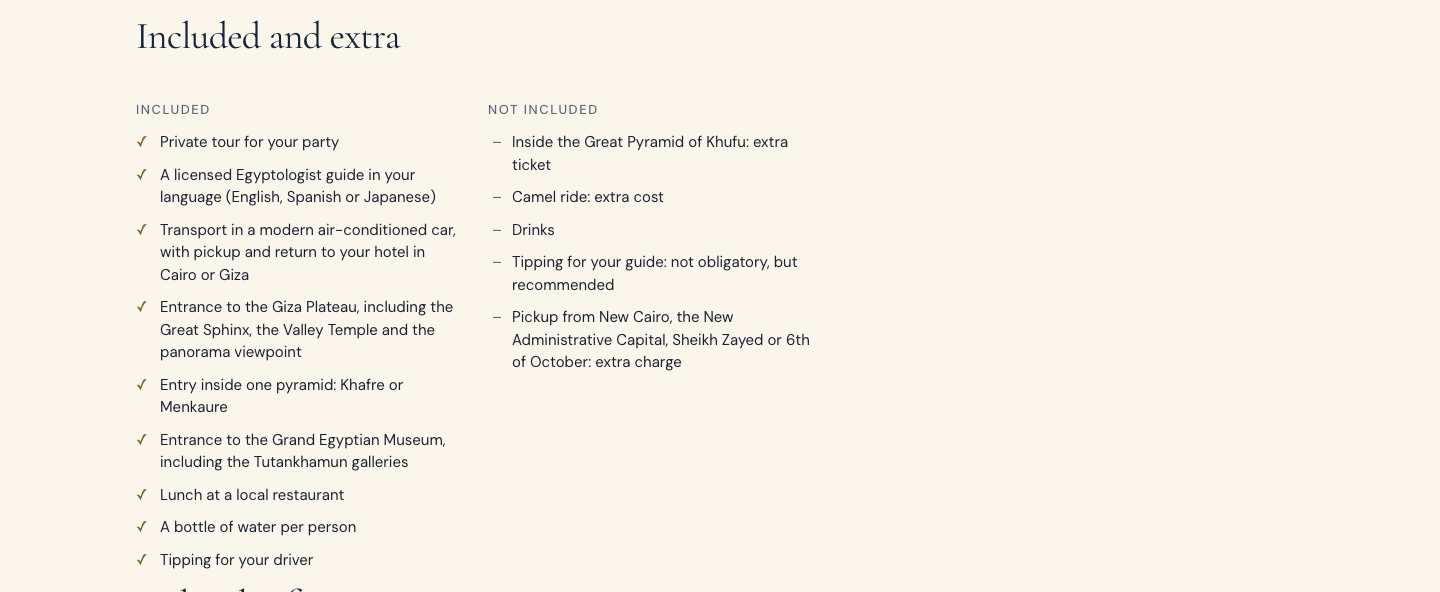 Included and extra
INCLUDED
✓ Private tour for your party
✓ A licensed Egyptologist guide in your
language (English, Spanish or Japanese)
✓ Transport in a modern air-conditioned car,
with pickup and return to your hotel in
Cairo or Giza
✓ Entrance to the Giza Plateau, including the
Great Sphinx, the Valley Temple and the
panorama viewpoint
✓ Entry inside one pyramid: Khafre or
Menkaure
✓ Entrance to the Grand Egyptian Museum,
including the Tutankhamun galleries
✓ Lunch at a local restaurant
✓ A bottle of water per person
✓ Tipping for your driver
NOT INCLUDED
– Inside the Great Pyramid of Khufu: extra
ticket
– Camel ride: extra cost
– Drinks
– Tipping for your guide: not obligatory, but
recommended
– Pickup from New Cairo, the New
Administrative Capital, Sheikh Zayed or 6th
of October: extra charge